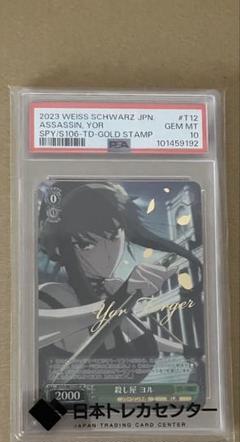 2023 WEISS SCHWARZ JPN. #T12
ASSASSIN, YOR GEM MT
SPY/S106-TD-GOLD STAMP 10
PSA 101459192
0
Yor Forger
殺し屋 ヨル
2000
日本トレカセンター
JAPAN TRADING CARD CENTER